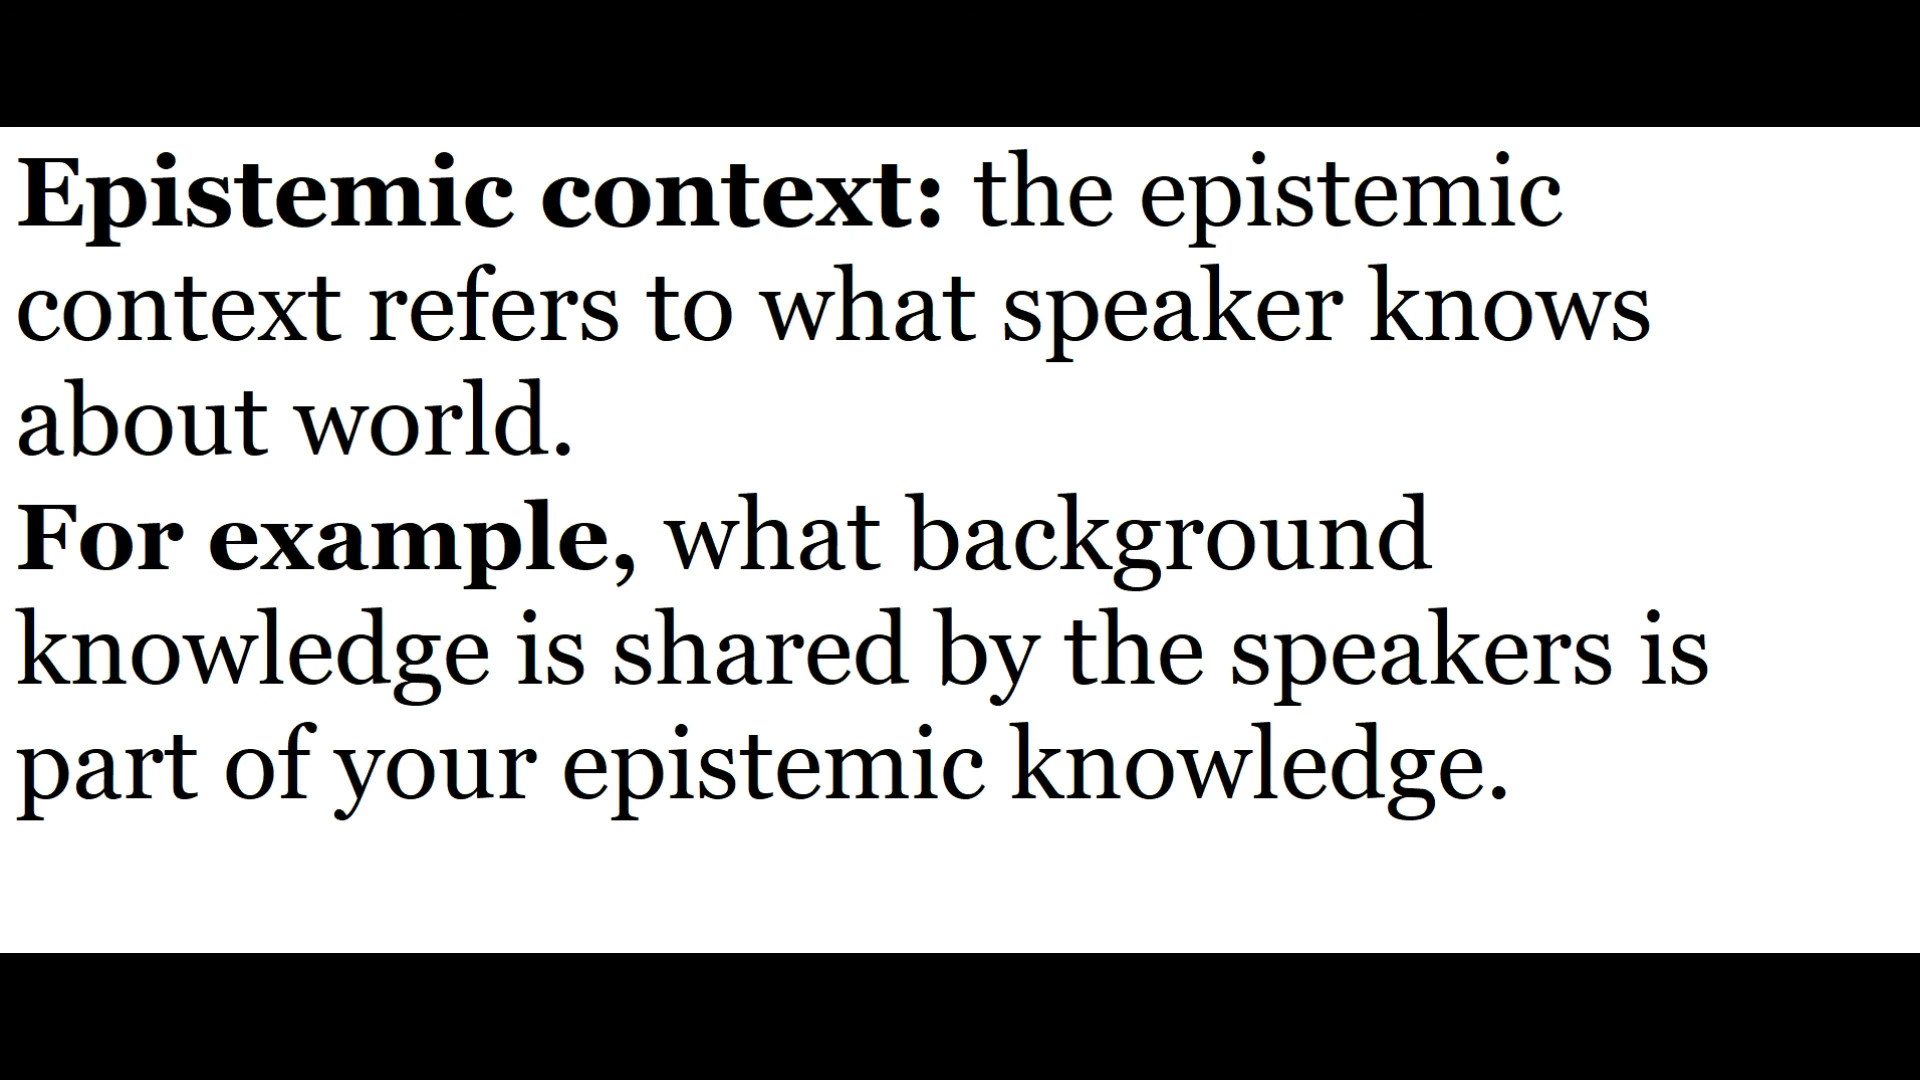 Epistemic context: the epistemic
context refers to what speaker knows
about world.
For example, what background
knowledge is shared by the speakers is
part of your epistemic knowledge.